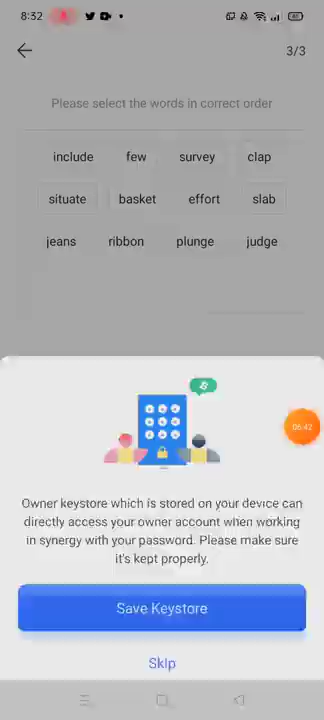 8:32
3/3
Please select the words in correct order
include few survey clap
situate basket effort slab
jeans ribbon plunge judge
06:42
Owner keystore which is stored on your device can
directly access your owner account when working
in synergy with your password. Please make sure
it's kept properly.
Save Keystore
Skip